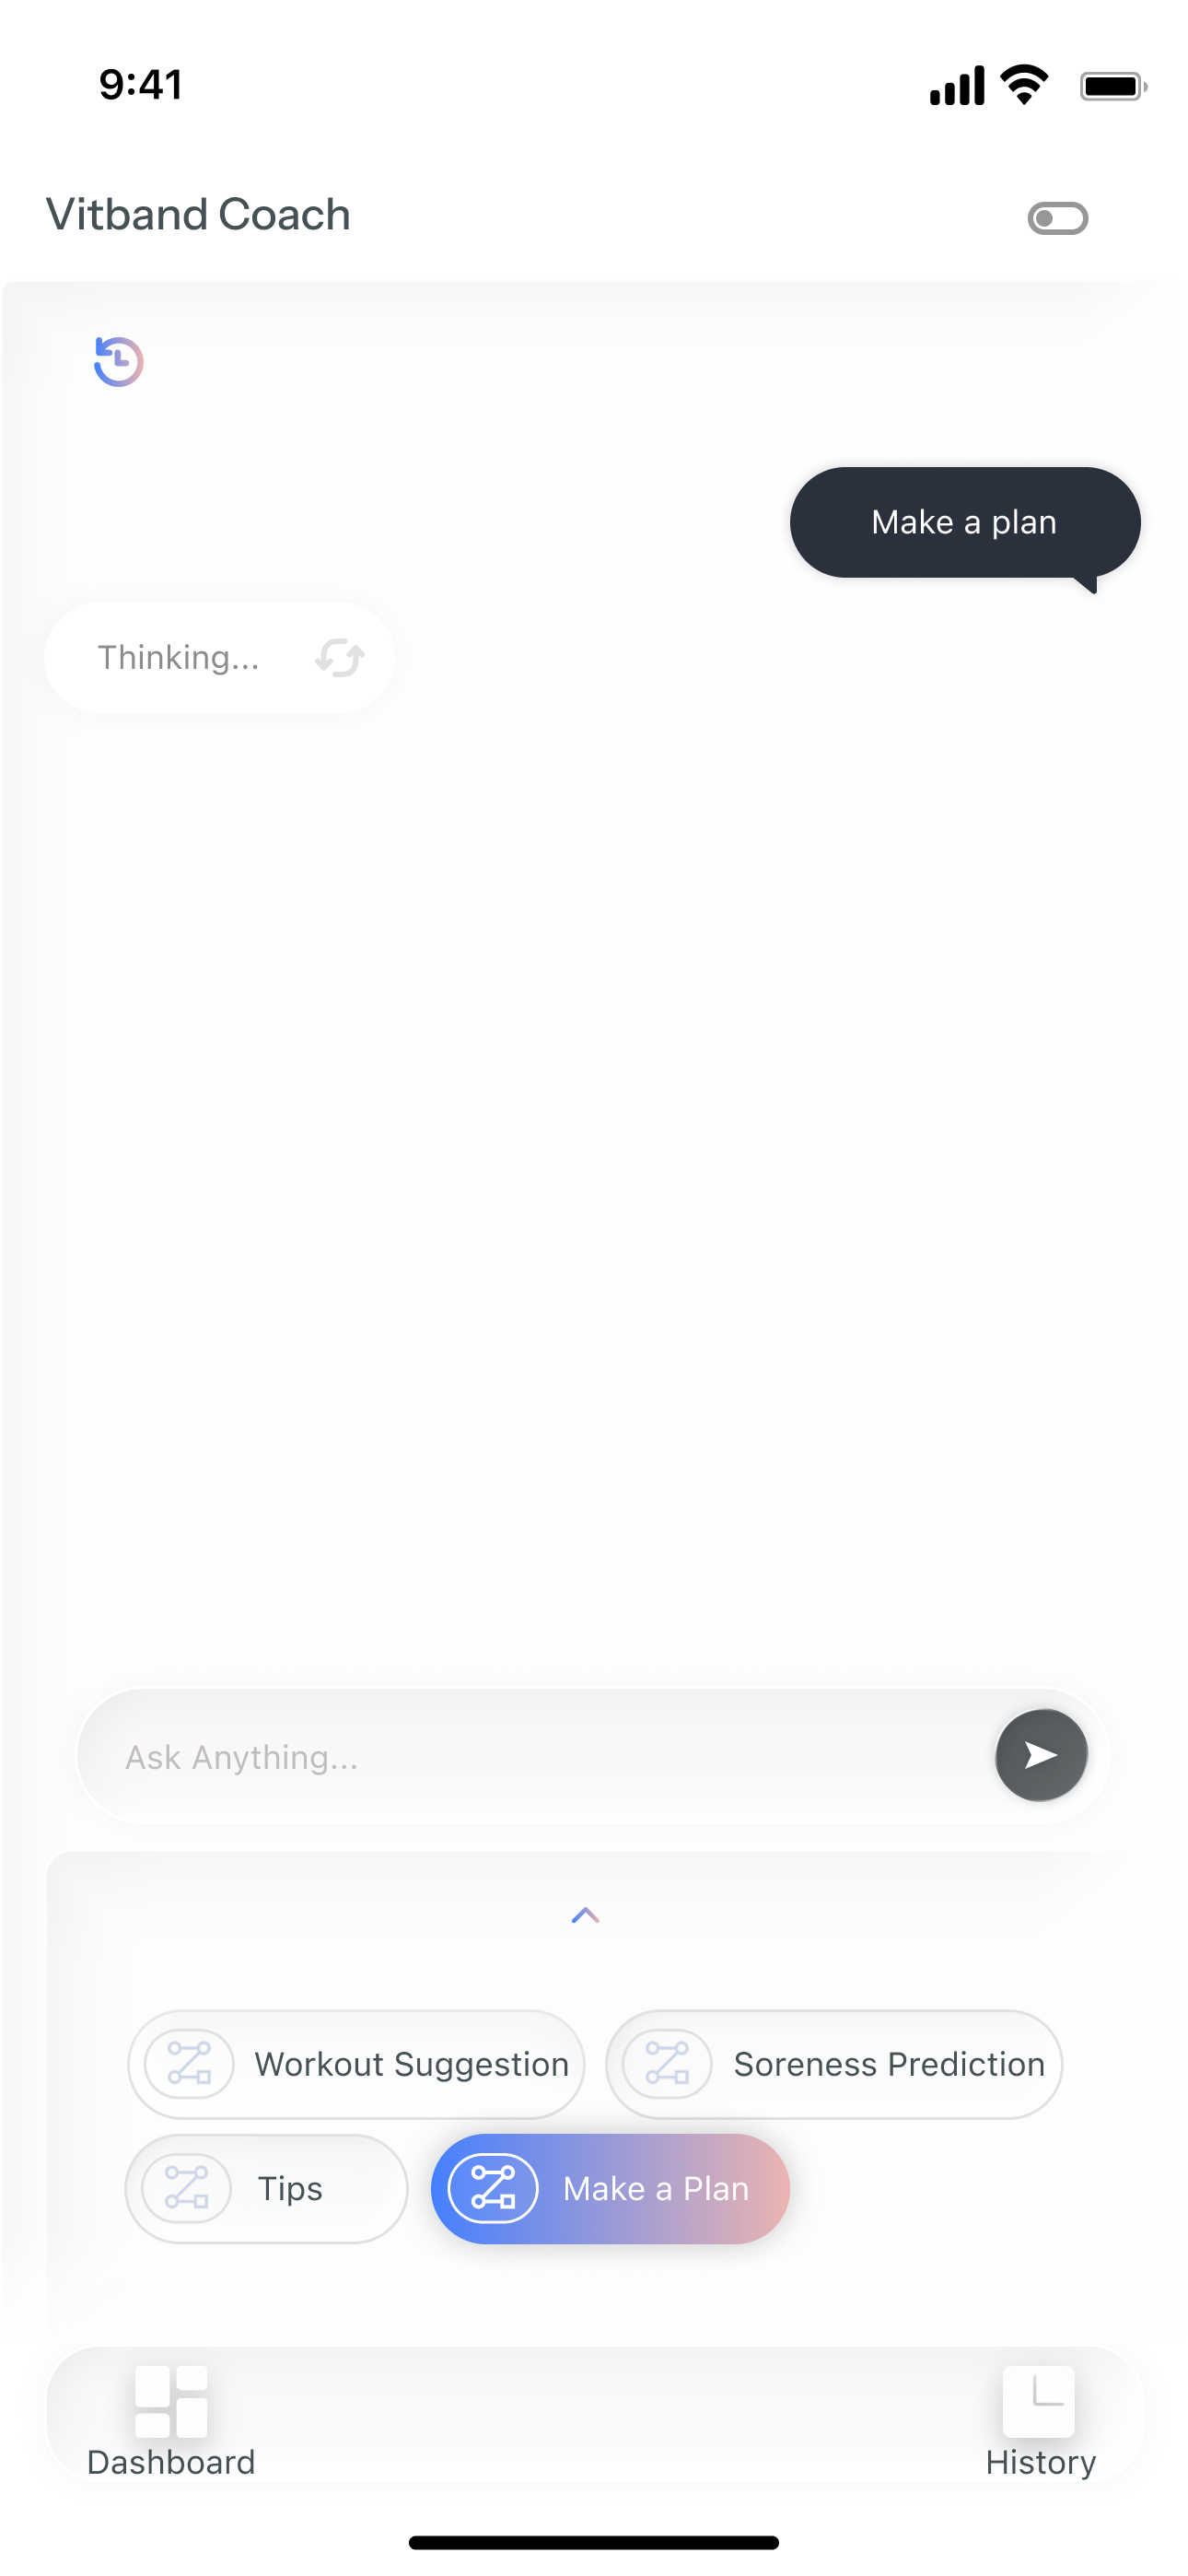 9:41
Vitband Coach
Make a plan
Thinking...
Ask Anything...
Workout Suggestion
Soreness Prediction
Tips
Make a Plan
Dashboard
History